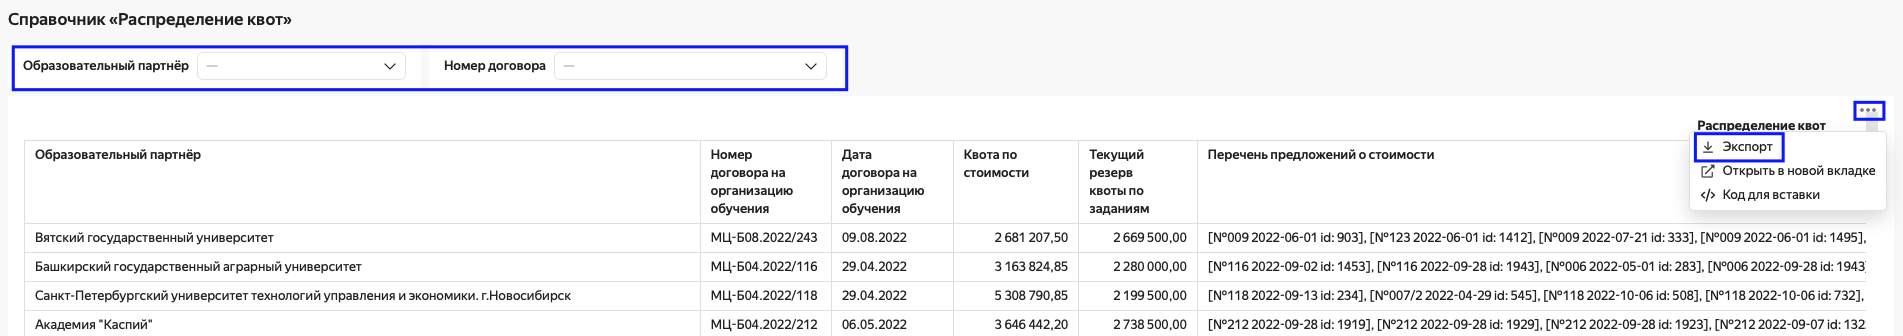 Справочник «Распределение квот»
Образовательный партнёр —
Номер договора —
Распределение квот
Экспорт
Открыть в новой вкладке
Код для вставки
Образовательный партнёр
Номер
договора на
организацию
обучения
Дата
договора на
организацию
обучения
Квота по
стоимости
Текущий
резерв
квоты по
заданиям
Перечень предложений о стоимости
Вятский государственный университет МЦ-Б08.2022/243 09.08.2022 2 681 207,50 2 669 500,00 [№009 2022-06-01 id: 903], [№123 2022-06-01 id: 1412], [№009 2022-07-21 id: 333], [№009 2022-06-01 id: 1495],
Башкирский государственный аграрный университет МЦ-Б04.2022/116 29.04.2022 3 163 824,85 2 280 000,00 [№116 2022-09-02 id: 1453], [№116 2022-09-28 id: 1943], [№006 2022-05-01 id: 283], [№006 2022-09-28 id: 1943]
Санкт-Петербургский университет технологий управления и экономики. г.Новосибирск МЦ-Б04.2022/118 29.04.2022 5 308 790,85 2 199 500,00 [№118 2022-09-13 id: 234], [№007/2 2022-04-29 id: 545], [№118 2022-10-06 id: 508], [№118 2022-10-06 id: 732],
Академия "Каспий" МЦ-Б04.2022/212 06.05.2022 3 646 442,20 2 738 500,00 [№212 2022-09-28 id: 1919], [№212 2022-09-28 id: 1929], [№212 2022-09-28 id: 1923], [№212 2022-09-07 id: 132